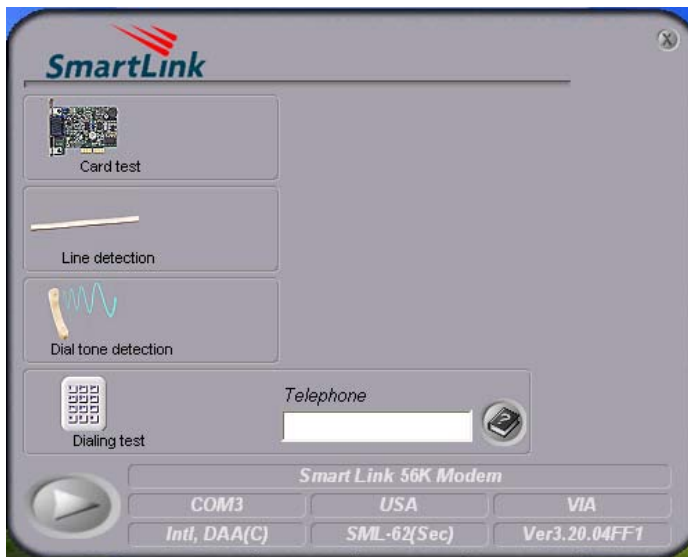 SmartLink
Card test
Line detection
Dial tone detection
Telephone
Dialing test
Smart Link 56K Modem
COM3 USA VIA
Intl, DAA(C) SML-62(Sec) Ver3.20.04FF1